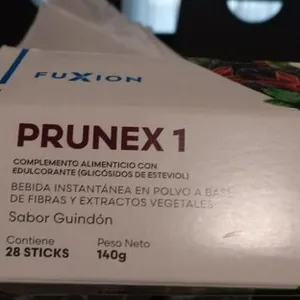 FUXION
PRUNEX 1
COMPLEMENTO ALIMENTICIO CON
EDULCORANTE (GLICÓSIDOS DE ESTEVIOL)
BEBIDA INSTANTÁNEA EN POLVO A BASE
DE FIBRAS Y EXTRACTOS VEGETALES
Sabor Guindón
Contiene Peso Neto
28 STICKS 140g